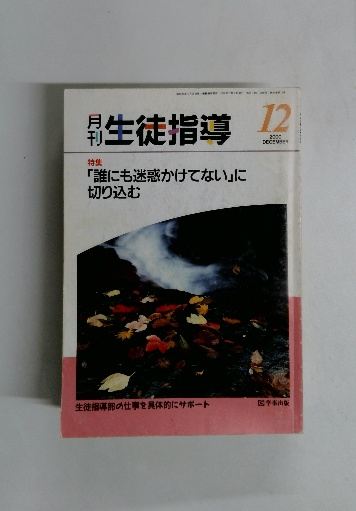 月刊 生徒指導
12
2000
DECEMBER
特集
「誰にも迷惑かけてない」に
切り込む
生徒指導部の仕事を具体的にサポート
学事出版